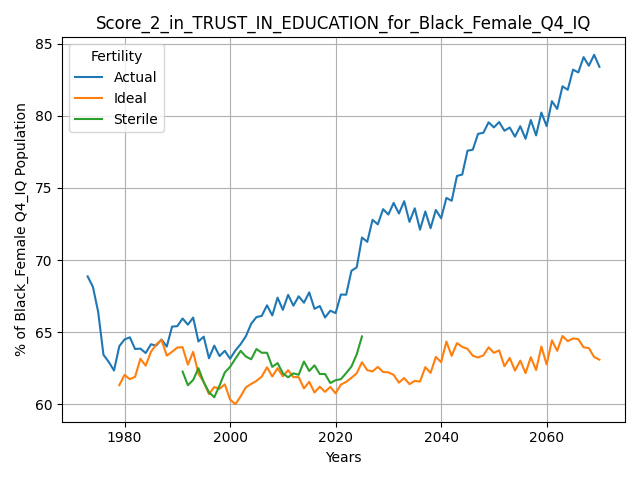 Score_2_in_TRUST_IN_EDUCATION_for_Black_Female_Q4_IQ
Fertility
Actual
Ideal
Sterile
% of Black_Female Q4_IQ Population
85
80
75
70
65
60
1980
2000
2020
2040
2060
Years